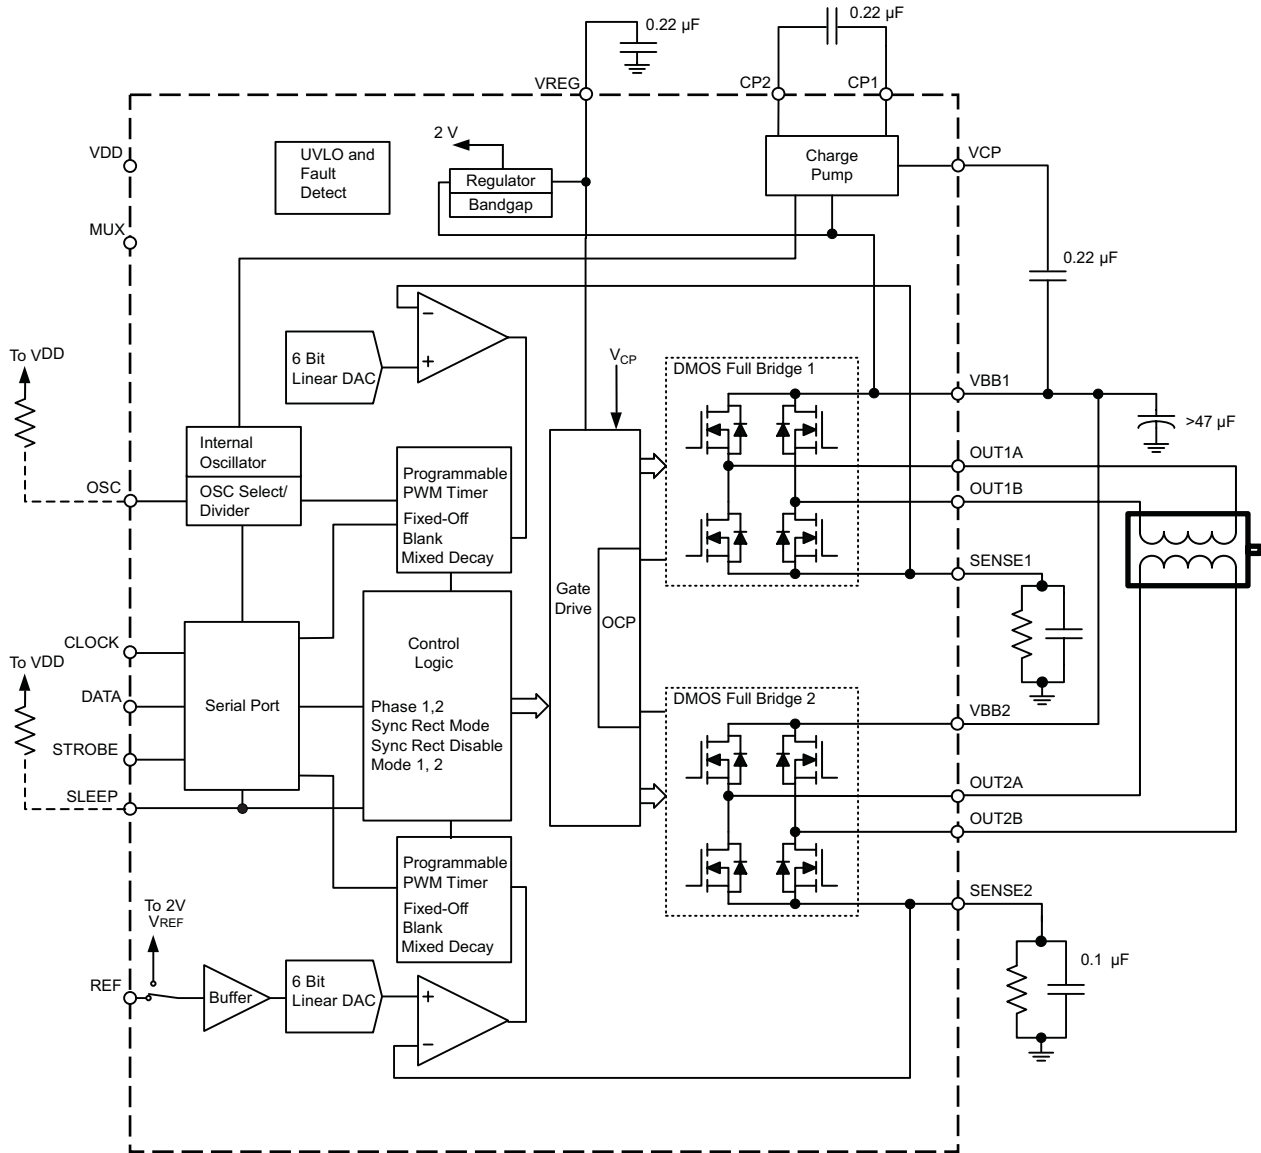 0.22 µF
0.22 µF
VREG
CP2
CP1
VDD
UVLO and
Fault
Detect
2 V
Regulator
Bandgap
Charge
Pump
VCP
MUX
0.22 µF
To VDD
6 Bit
Linear DAC
−
+
VCP
DMOS Full Bridge 1
VBB1
>47 µF
Internal
Oscillator
OSC Select/
Divider
OSC
Programmable
PWM Timer
Fixed-Off
Blank
Mixed Decay
OUT1A
OUT1B
SENSE1
Gate
Drive
OCP
CLOCK
To VDD
DATA
STROBE
SLEEP
Serial Port
Control
Logic
Phase 1,2
Sync Rect Mode
Sync Rect Disable
Mode 1, 2
DMOS Full Bridge 2
VBB2
OUT2A
OUT2B
SENSE2
Programmable
PWM Timer
Fixed-Off
Blank
Mixed Decay
To 2V
VREF
REF
Buffer
6 Bit
Linear DAC
+
−
0.1 µF